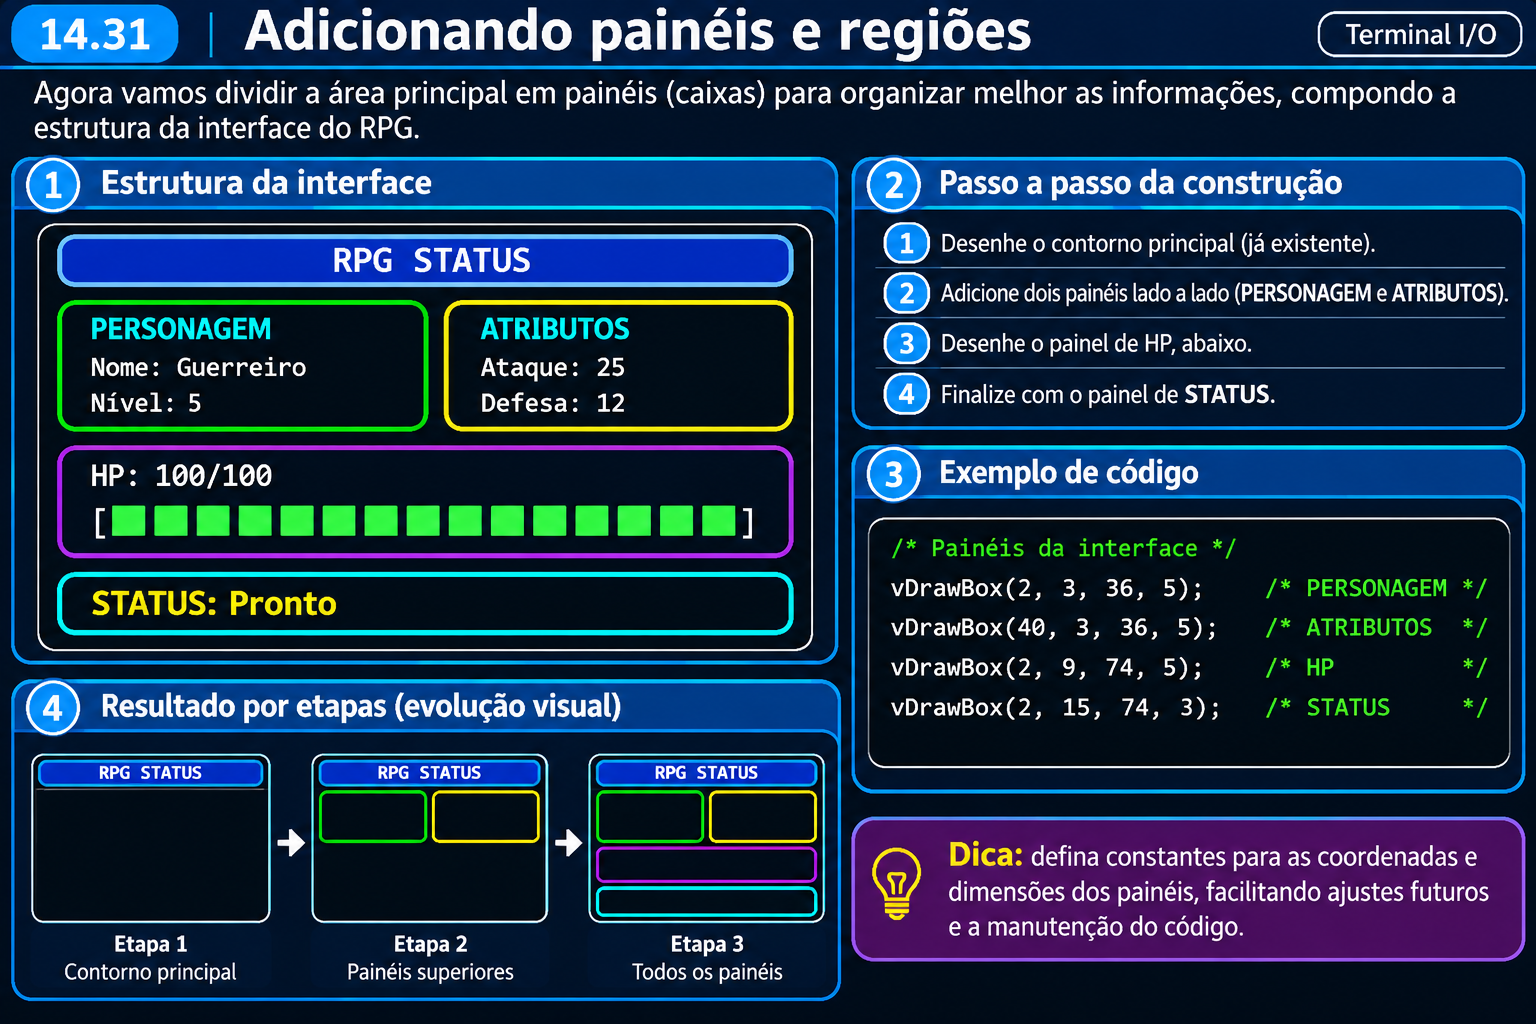 14.31
Adicionando painéis e regiões
Terminal I/O
Agora vamos dividir a área principal em painéis (caixas) para organizar melhor as informações, compondo a
estrutura da interface do RPG.
1 Estrutura da interface
RPG STATUS
PERSONAGEM
Nome: Guerreiro
Nível: 5
ATRIBUTOS
Ataque: 25
Defesa: 12
HP: 100/100
[ ]
STATUS: Pronto
2 Passo a passo da construção
1 Desenhe o contorno principal (já existente).
2 Adicione dois painéis lado a lado (PERSONAGEM e ATRIBUTOS).
3 Desenhe o painel de HP, abaixo.
4 Finalize com o painel de STATUS.
3 Exemplo de código
/* Painéis da interface */
vDrawBox(2, 3, 36, 5); /* PERSONAGEM */
vDrawBox(40, 3, 36, 5); /* ATRIBUTOS */
vDrawBox(2, 9, 74, 5); /* HP */
vDrawBox(2, 15, 74, 3); /* STATUS */
4 Resultado por etapas (evolução visual)
RPG STATUS
Etapa 1
Contorno principal
RPG STATUS
Etapa 2
Painéis superiores
RPG STATUS
Etapa 3
Todos os painéis
Dica: defina constantes para as coordenadas e
dimensões dos painéis, facilitando ajustes futuros
e a manutenção do código.